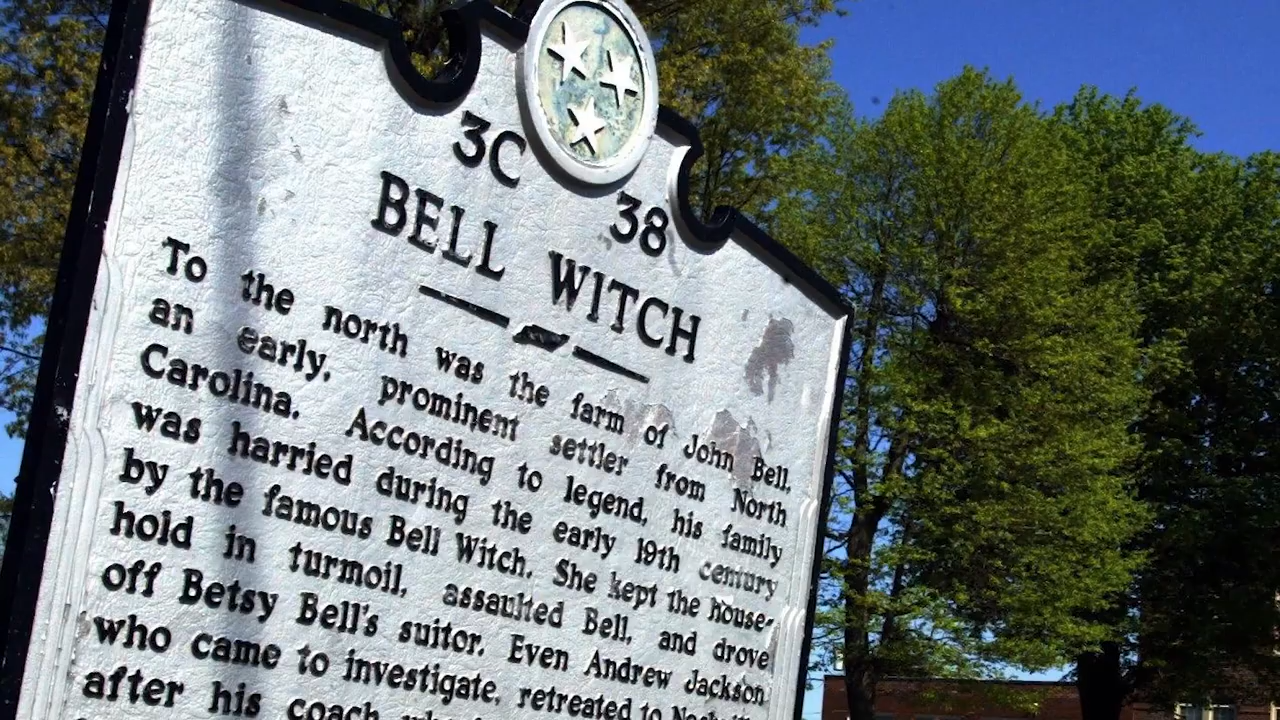 3C 38
BELL WITCH
To the north was the farm of John Bell,
an early, prominent settler from North
Carolina. According to legend, his family
was harried during the early 19th century
by the famous Bell Witch. She kept the house-
hold in turmoil, assaulted Bell, and drove
off Betsy Bell's suitor. Even Andrew Jackson
who came to investigate, retreated to
after his coach